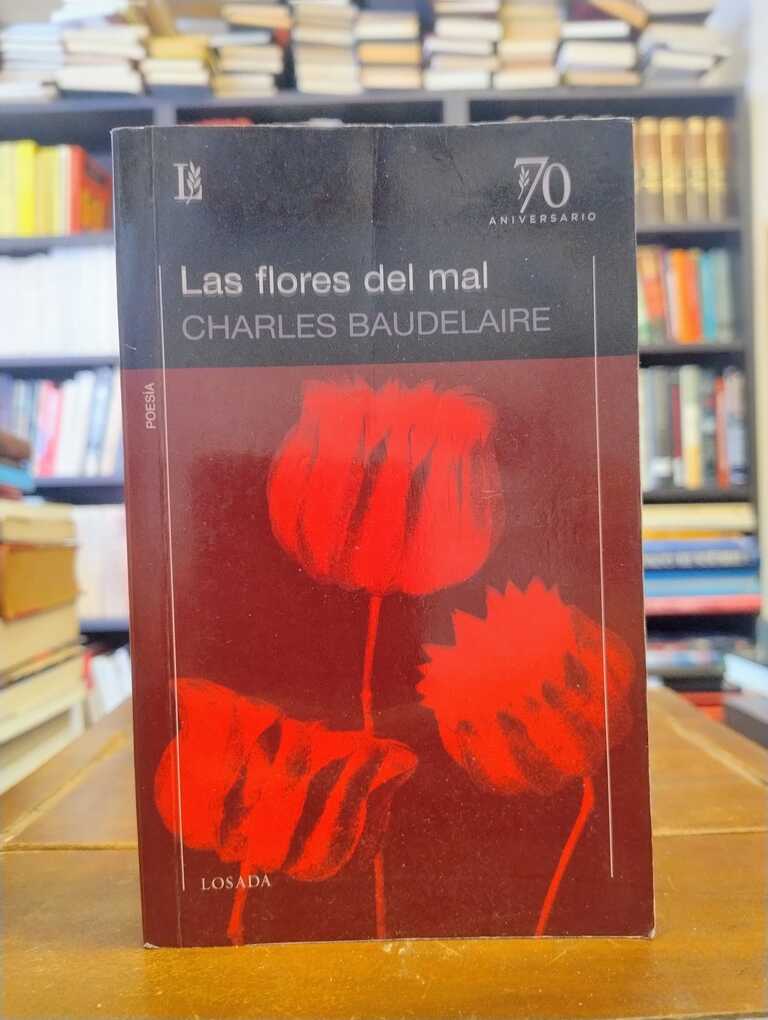 L
70
ANIVERSARIO
Las flores del mal
CHARLES BAUDELAIRE
POESÍA
LOSADA